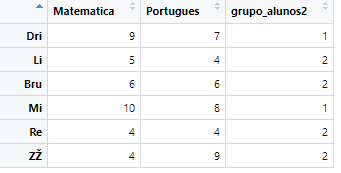 Matematica Portugues grupo_alunos2
Dri 9 7 1
Li 5 4 2
Bru 6 6 2
Mi 10 8 1
Re 4 4 2
ZŽ 4 9 2